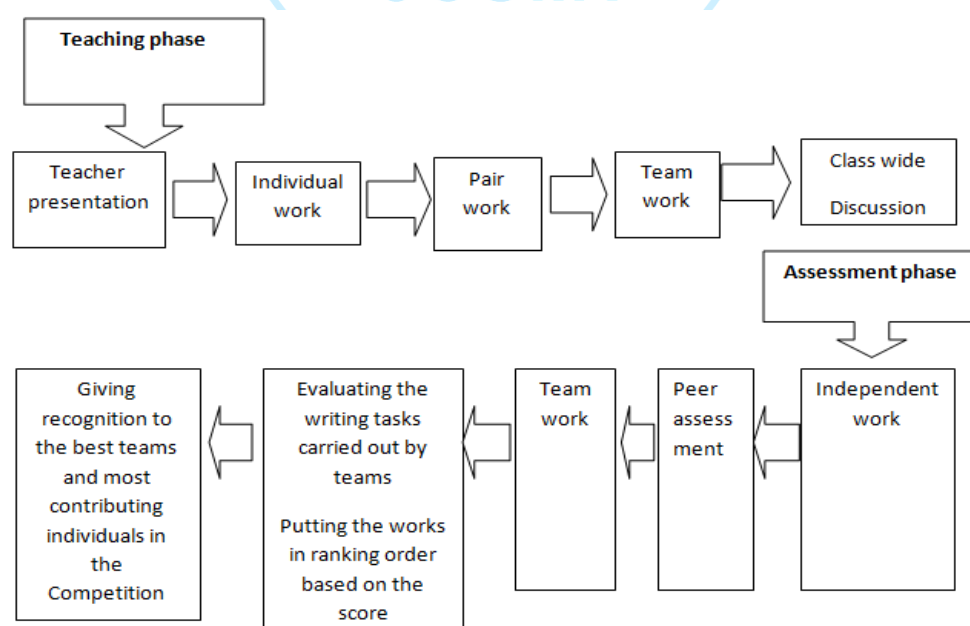 Teaching phase
Teacher
presentation
Individual
work
Pair
work
Team
work
Class wide
Discussion
Assessment phase
Independent
work
Peer
assess
ment
Team
work
Evaluating the
writing tasks
carried out by
teams
Putting the works
in ranking order
based on the
score
Giving
recognition to
the best teams
and most
contributing
individuals in
the
Competition